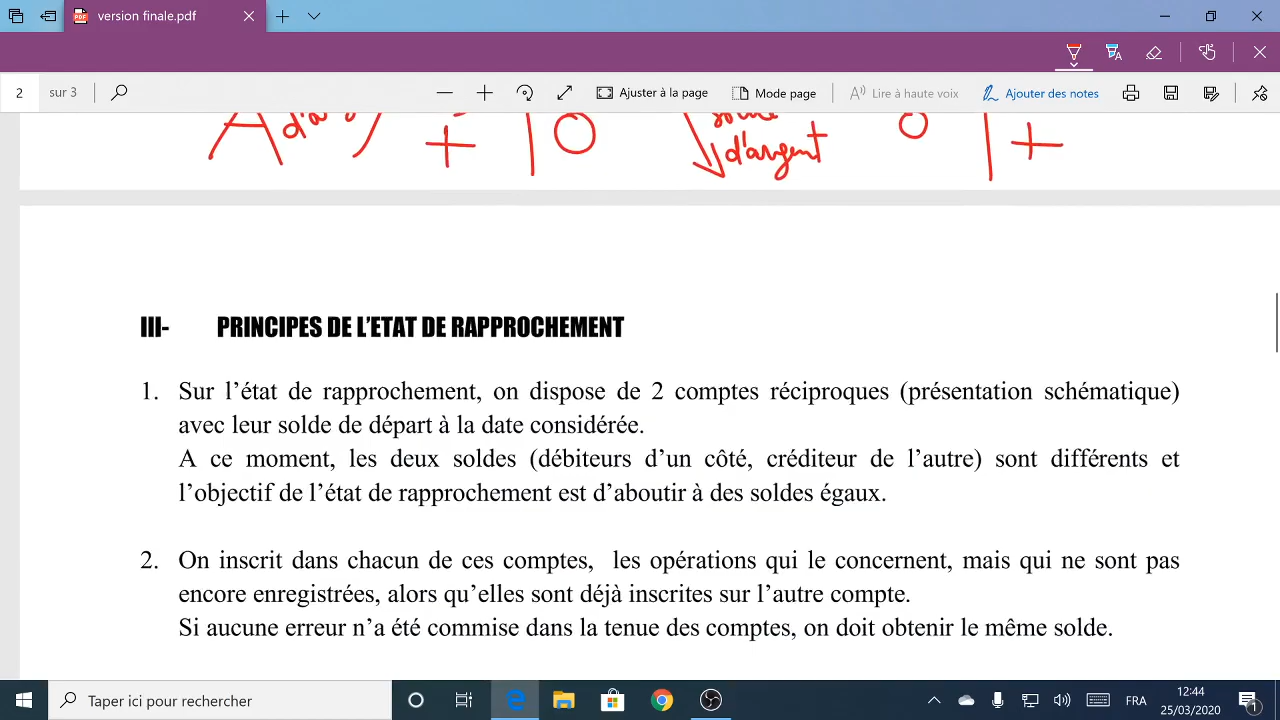 version finale.pdf
2 sur 3
Ajuster à la page
Mode page
Lire à haute voix
Ajouter des notes
d'argent
+ 0
0 +
III- PRINCIPES DE L'ETAT DE RAPPROCHEMENT
1. Sur l'état de rapprochement, on dispose de 2 comptes réciproques (présentation schématique)
avec leur solde de départ à la date considérée.
A ce moment, les deux soldes (débiteurs d'un côté, créditeur de l'autre) sont différents et
l'objectif de l'état de rapprochement est d'aboutir à des soldes égaux.
2. On inscrit dans chacun de ces comptes, les opérations qui le concernent, mais qui ne sont pas
encore enregistrées, alors qu'elles sont déjà inscrites sur l'autre compte.
Si aucune erreur n'a été commise dans la tenue des comptes, on doit obtenir le même solde.
Taper ici pour rechercher
FRA
12:44
25/03/2020
1